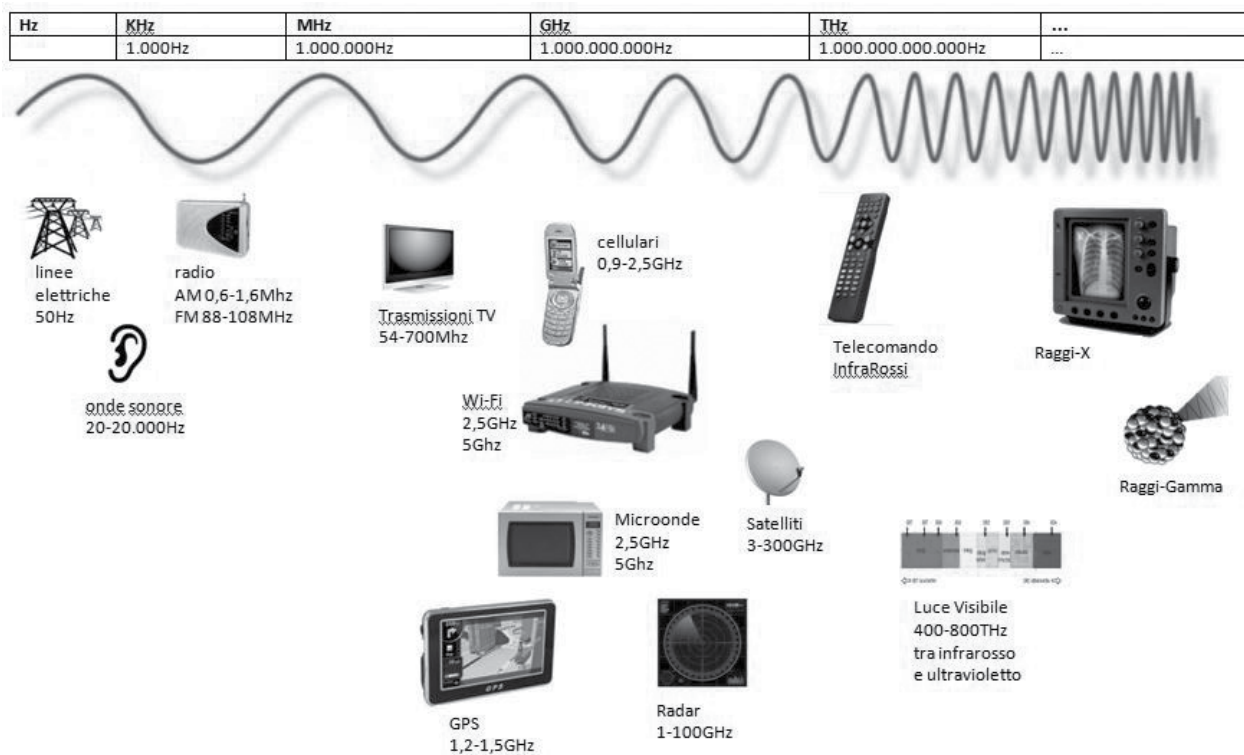 Hz KHz MHz GHz THz ...
1.000Hz 1.000.000Hz 1.000.000.000Hz 1.000.000.000.000Hz ...
linee
elettriche
50Hz
radio
AM 0,6-1,6Mhz
FM 88-108MHz
onde sonore
20-20.000Hz
Trasmissioni TV
54-700Mhz
cellulari
0,9-2,5GHz
Wi-Fi
2,5GHz
5Ghz
Telecomando
InfraRossi
Raggi-X
Raggi-Gamma
Microonde
2,5GHz
5Ghz
Satelliti
3-300GHz
Luce Visibile
400-800THz
tra infrarosso
e ultravioletto
GPS
GPS
1,2-1,5GHz
Radar
1-100GHz